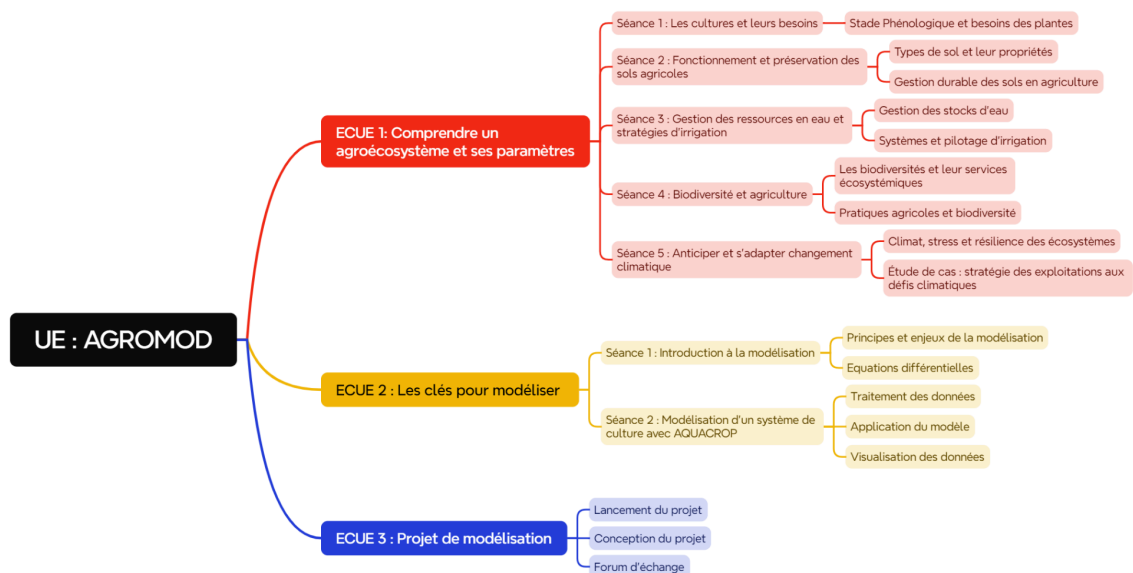 UE : AGROMOD
ECUE 1: Comprendre un
agroécosystème et ses paramètres
Séance 1 : Les cultures et leurs besoins
Stade Phénologique et besoins des plantes
Séance 2 : Fonctionnement et préservation des
sols agricoles
Types de sol et leur propriétés
Gestion durable des sols en agriculture
Séance 3 : Gestion des ressources en eau et
stratégies d'irrigation
Gestion des stocks d'eau
Systèmes et pilotage d'irrigation
Séance 4 : Biodiversité et agriculture
Les biodiversités et leur services
écosystémiques
Pratiques agricoles et biodiversité
Séance 5 : Anticiper et s'adapter changement
climatique
Climat, stress et résilience des écosystèmes
Étude de cas : stratégie des exploitations aux
défis climatiques
ECUE 2 : Les clés pour modéliser
Séance 1 : Introduction à la modélisation
Principes et enjeux de la modélisation
Equations différentielles
Séance 2 : Modélisation d'un système de
culture avec AQUACROP
Traitement des données
Application du modèle
Visualisation des données
ECUE 3 : Projet de modélisation
Lancement du projet
Conception du projet
Forum d'échange